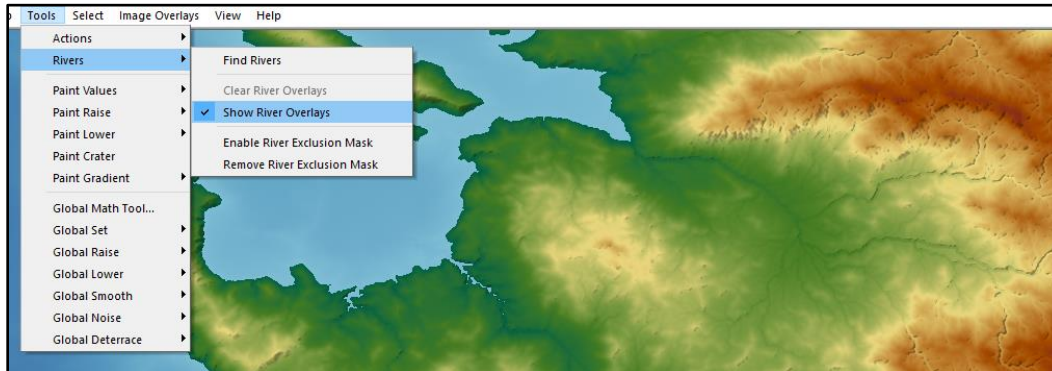 Tools Select Image Overlays View Help
Actions
Rivers
Paint Values
Paint Raise
Paint Lower
Paint Crater
Paint Gradient
Global Math Tool...
Global Set
Global Raise
Global Lower
Global Smooth
Global Noise
Global Deterrace
Find Rivers
Clear River Overlays
Show River Overlays
Enable River Exclusion Mask
Remove River Exclusion Mask